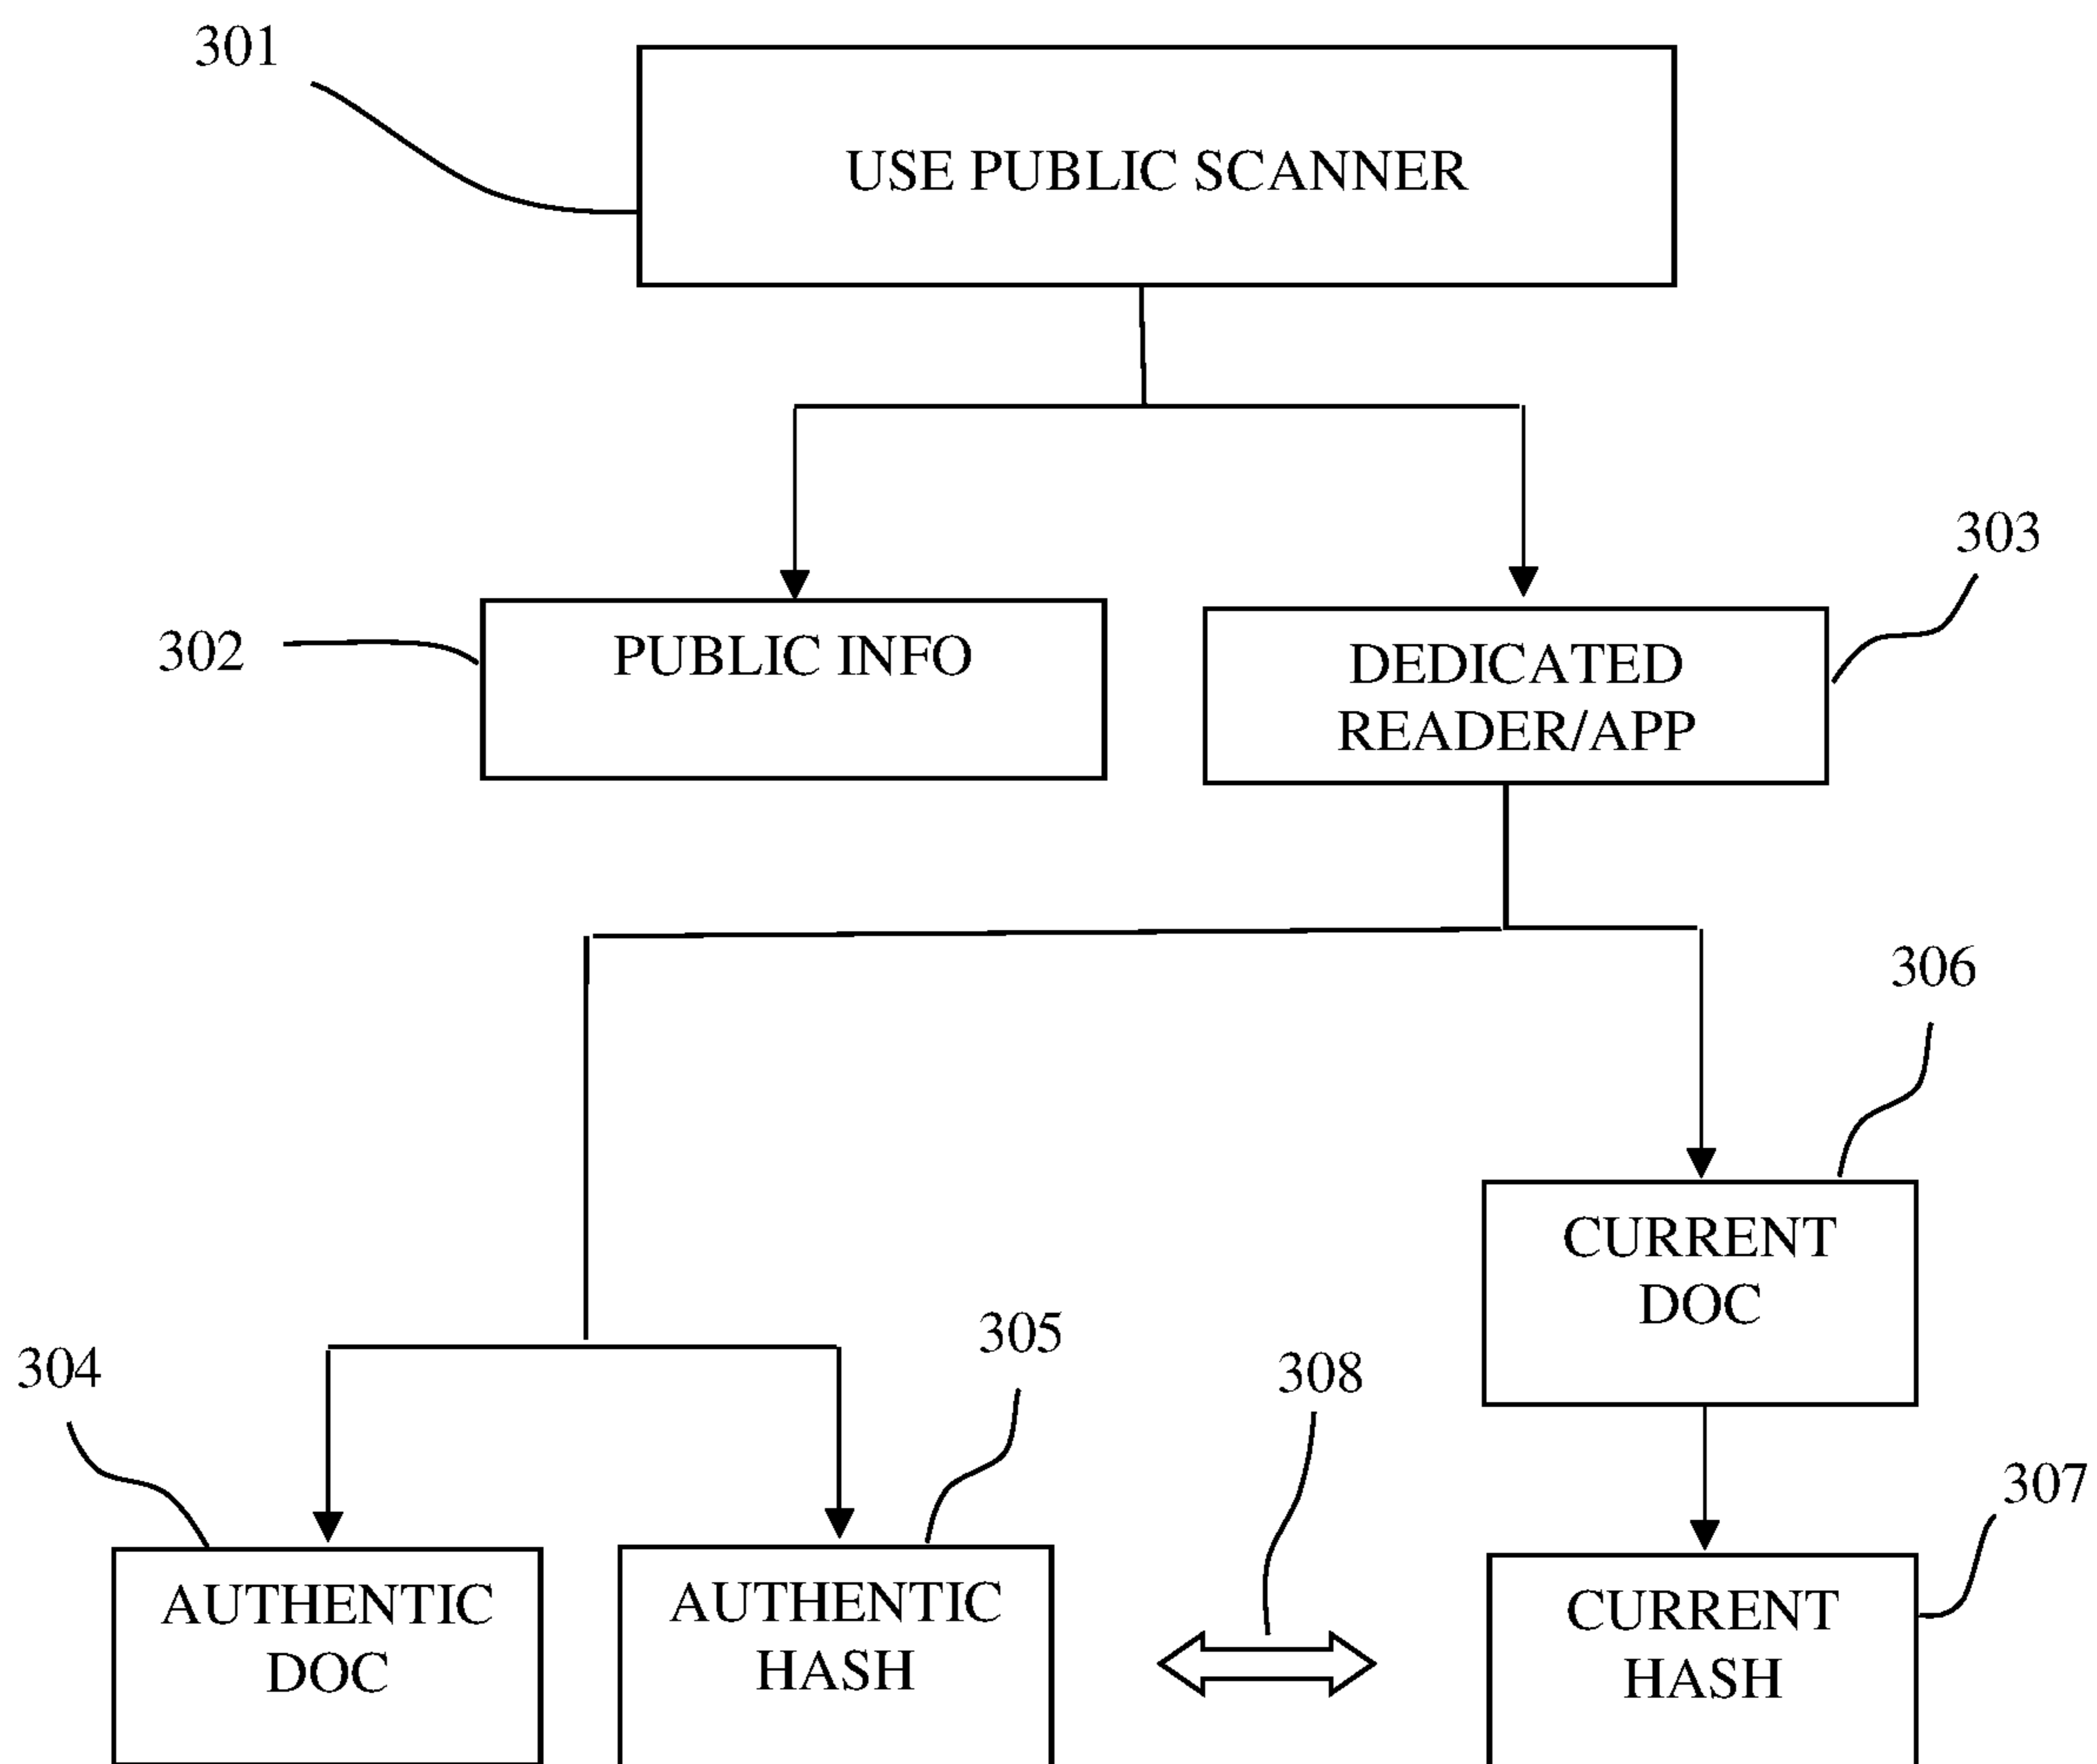 301
USE PUBLIC SCANNER
303
302
PUBLIC INFO
DEDICATED
READER/APP
306
CURRENT
DOC
304
305
308
307
AUTHENTIC
DOC
AUTHENTIC
HASH
CURRENT
HASH